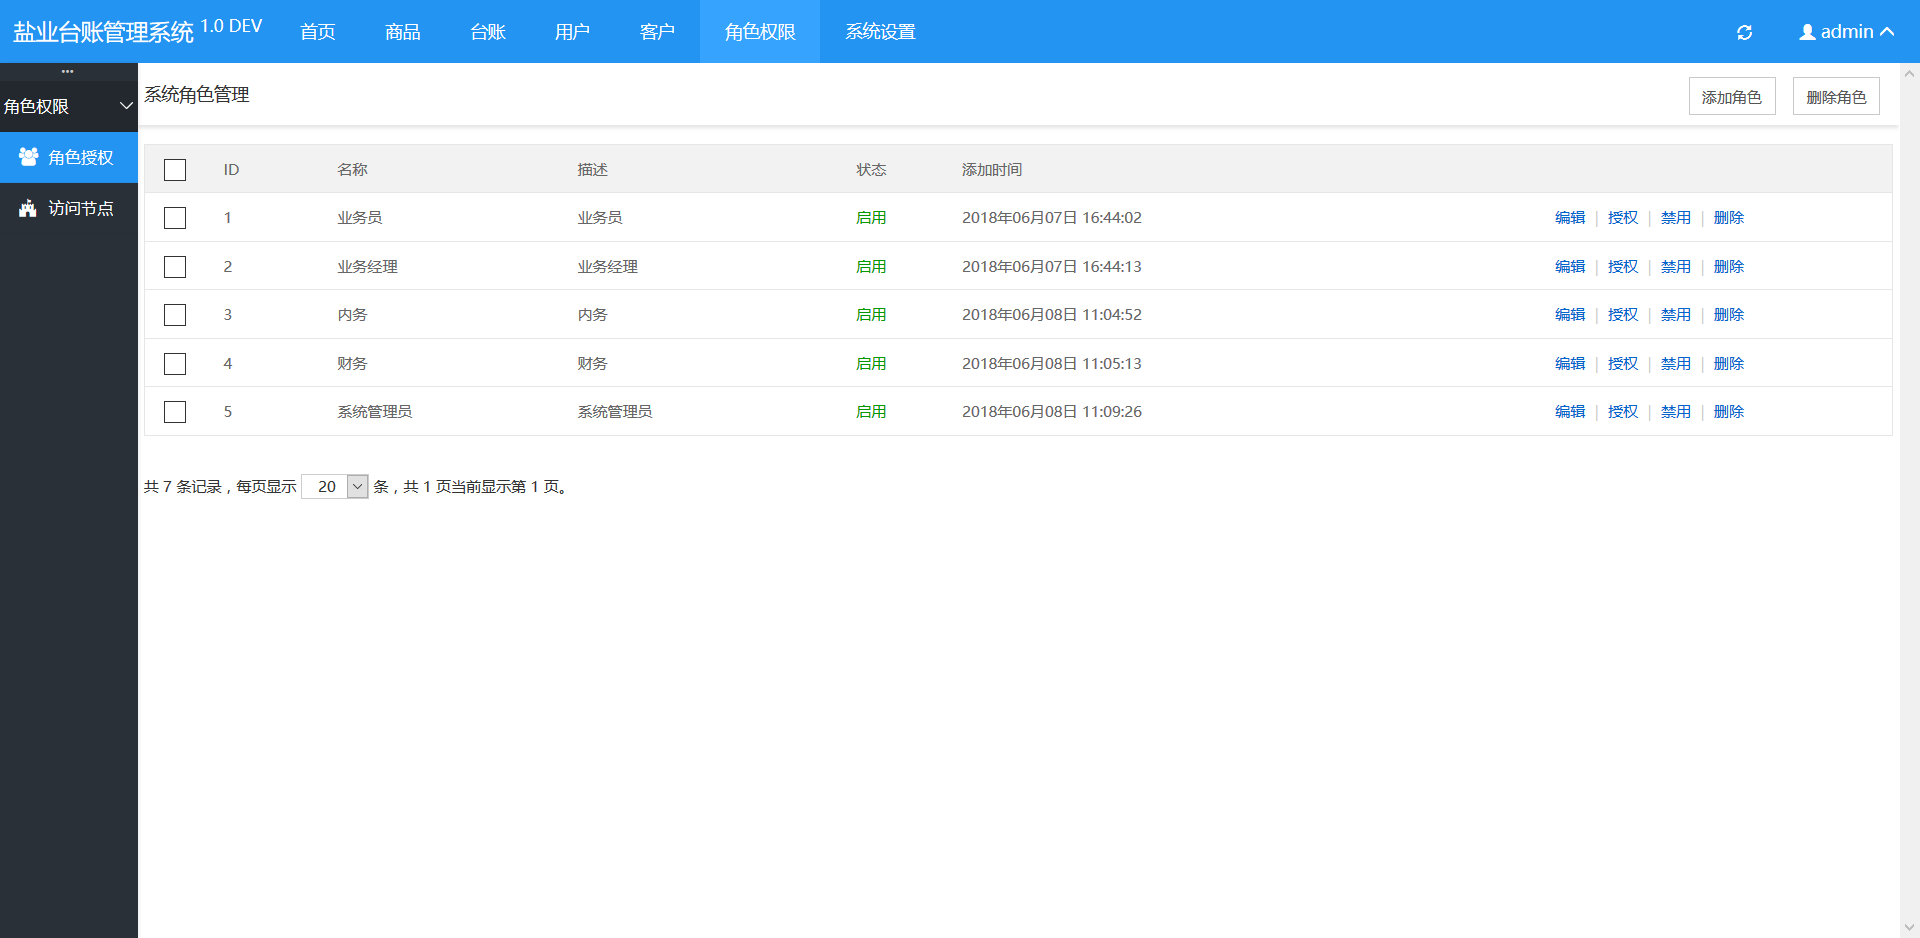 盐业台账管理系统 1.0 DEV 首页 商品 台账 用户 客户 角色权限 系统设置 admin
角色权限
角色授权
访问节点
系统角色管理 添加角色 删除角色
ID 名称 描述 状态 添加时间
1 业务员 业务员 启用 2018年06月07日 16:44:02 编辑 | 授权 | 禁用 | 删除
2 业务经理 业务经理 启用 2018年06月07日 16:44:13 编辑 | 授权 | 禁用 | 删除
3 内务 内务 启用 2018年06月08日 11:04:52 编辑 | 授权 | 禁用 | 删除
4 财务 财务 启用 2018年06月08日 11:05:13 编辑 | 授权 | 禁用 | 删除
5 系统管理员 系统管理员 启用 2018年06月08日 11:09:26 编辑 | 授权 | 禁用 | 删除
共 7 条记录，每页显示 20 条，共 1 页当前显示第 1 页。